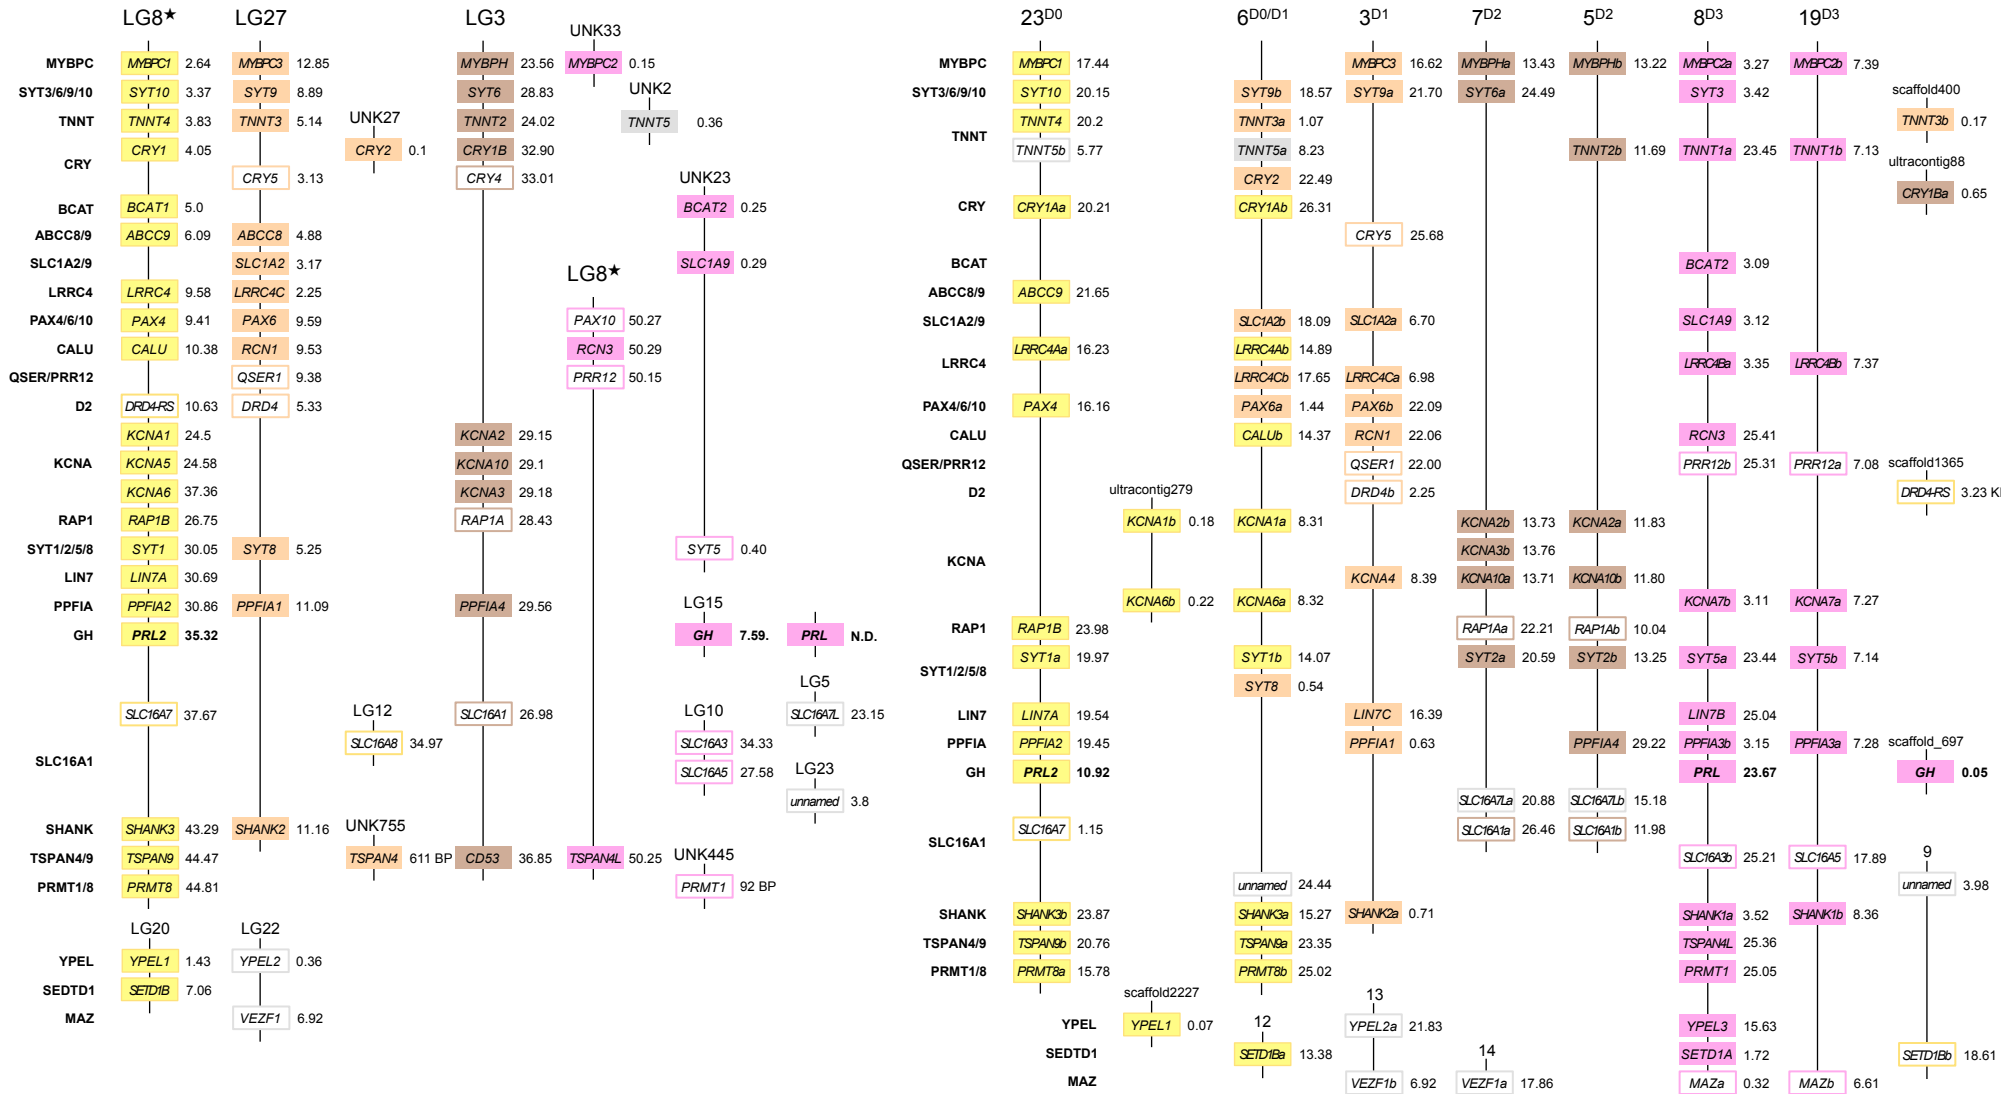 LG8★ LG27 LG3 UNK33
MYBPC MYBPC1 2.64 MYBPC3 12.85 MYBPH 23.56 MYBPC2 0.15
SYT3/6/9/10 SYT10 3.37 SYT9 8.89 SYT6 28.83 UNK2
TNNT TNNT4 3.83 TNNT3 5.14 UNK27 TNNT2 24.02 TNNT5 0.36
CRY1 4.05 CRY2 0.1 CRY1B 32.90
CRY
CRY5 3.13 CRY4 33.01 UNK23
BCAT BCAT1 5.0 BCAT2 0.25
ABCC8/9 ABCC9 6.09 ABCC8 4.88
SLC1A2/9 SLC1A2 3.17 LG8★ SLC1A9 0.29
LRRC4 LRRC4 9.58 LRRC4C 2.25
PAX4/6/10 PAX4 9.41 PAX6 9.59 PAX10 50.27
CALU CALU 10.38 RCN1 9.53 RCN3 50.29
QSER/PRR12 QSER1 9.38 PRR12 50.15
D2 DRD4-RS 10.63 DRD4 5.33
KCNA1 24.5 KCNA2 29.15
KCNA KCNA5 24.58 KCNA10 29.1
KCNA6 37.36 KCNA3 29.18
RAP1 RAP1B 26.75 RAP1A 28.43
SYT1/2/5/8 SYT1 30.05 SYT8 5.25 SYT5 0.40
LIN7 LIN7A 30.69
PPFIA PPFIA2 30.86 PPFIA1 11.09 PPFIA4 29.56 LG15
GH PRL2 35.32 GH 7.59. PRL N.D.
LG12 LG10 LG5
SLC16A7 37.67 SLC16A1 26.98 SLC16A7L 23.15
SLC16A8 34.97 SLC16A3 34.33
SLC16A1
SLC16A5 27.58 LG23
unnamed 3.8
SHANK SHANK3 43.29 SHANK2 11.16 UNK755
TSPAN4/9 TSPAN9 44.47 TSPAN4 611 BP CD53 36.85 TSPAN4L 50.25 UNK445
PRMT1/8 PRMT8 44.81 PRMT1 92 BP
LG20 LG22
YPEL YPEL1 1.43 YPEL2 0.36
SEDTD1 SETD1B 7.06
MAZ VEZF1 6.92
23D0 6D0/D1 3D1 7D2 5D2 8D3 19D3
MYBPC MYBPC1 17.44 MYBPC3 16.62 MYBPHa 13.43 MYBPHb 13.22 MYBPC2a 3.27 MYBPC2b 7.39
SYT3/6/9/10 SYT10 20.15 SYT9b 18.57 SYT9a 21.70 SYT6a 24.49 SYT3 3.42 scaffold400
TNNT4 20.2 TNNT3a 1.07 TNNT3b 0.17
TNNT
TNNT5b 5.77 TNNT5a 8.23 TNNT2b 11.69 TNNT1a 23.45 TNNT1b 7.13 ultracontig88
CRY2 22.49 CRY1Ba 0.65
CRY CRY1Aa 20.21 CRY1Ab 26.31
CRY5 25.68
BCAT BCAT2 3.09
ABCC8/9 ABCC9 21.65
SLC1A2/9 SLC1A2b 18.09 SLC1A2a 6.70 SLC1A9 3.12
LRRC4Aa 16.23 LRRC4Ab 14.89
LRRC4 LRRC4Ba 3.35 LRRC4Bb 7.37
LRRC4Cb 17.65 LRRC4Ca 6.98
PAX4/6/10 PAX4 16.16 PAX6a 1.44 PAX6b 22.09
CALU CALUb 14.37 RCN1 22.06 RCN3 25.41
QSER/PRR12 QSER1 22.00 PRR12b 25.31 PRR12a 7.08 scaffold1365
D2 ultracontig279 DRD4b 2.25 DRD4-RS 3.23 K
KCNA1b 0.18 KCNA1a 8.31 KCNA2b 13.73 KCNA2a 11.83
KCNA3b 13.76
KCNA
KCNA4 8.39 KCNA10a 13.71 KCNA10b 11.80
KCNA6b 0.22 KCNA6a 8.32 KCNA7b 3.11 KCNA7a 7.27
RAP1 RAP1B 23.98 RAP1Aa 22.21 RAP1Ab 10.04
SYT1a 19.97 SYT1b 14.07 SYT2a 20.59 SYT2b 13.25 SYT5a 23.44 SYT5b 7.14
SYT1/2/5/8
SYT8 0.54
LIN7 LIN7A 19.54 LIN7C 16.39 LIN7B 25.04
PPFIA PPFIA2 19.45 PPFIA1 0.63 PPFIA4 29.22 PPFIA3b 3.15 PPFIA3a 7.28 scaffold_697
GH PRL2 10.92 PRL 23.67 GH 0.05
SLC16A7La 20.88 SLC16A7Lb 15.18
SLC16A7 1.15 SLC16A1a 26.46 SLC16A1b 11.98
SLC16A1
SLC16A3b 25.21 SLC16A5 17.89 9
unnamed 24.44 unnamed 3.98
SHANK SHANK3b 23.87 SHANK3a 15.27 SHANK2a 0.71 SHANK1a 3.52 SHANK1b 8.36
TSPAN4/9 TSPAN9b 20.76 TSPAN9a 23.35 TSPAN4L 25.36
PRMT1/8 PRMT8a 15.78 PRMT8b 25.02 PRMT1 25.05
scaffold2227 13
YPEL YPEL1 0.07 12 YPEL2a 21.83 YPEL3 15.63
SEDTD1 SETD1Ba 13.38 14 SETD1A 1.72 SETD1Bb 18.61
MAZ VEZF1b 6.92 VEZF1a 17.86 MAZa 0.32 MAZb 6.61